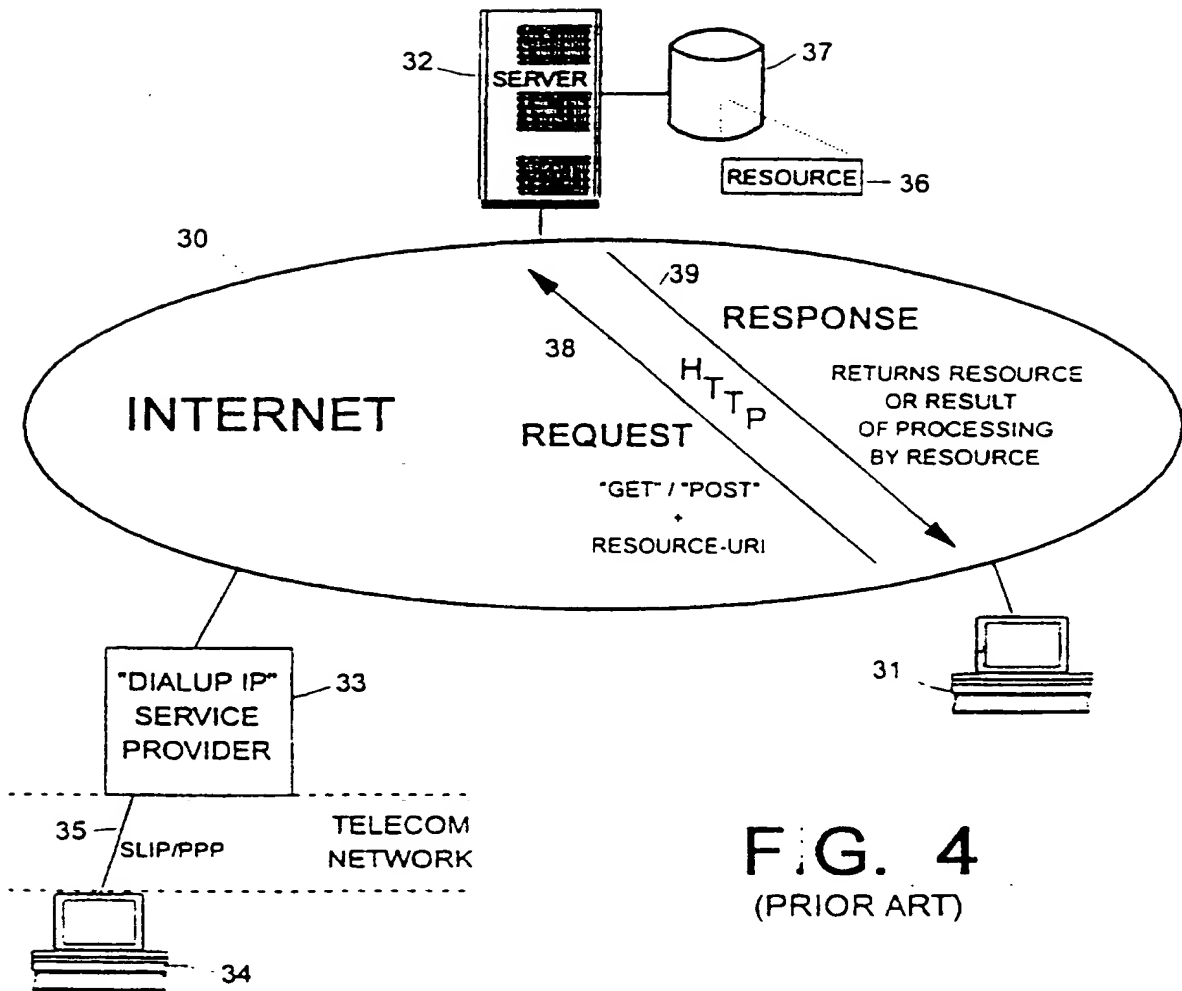 32
SERVER
37
RESOURCE
36
30
39
RESPONSE
38
HTTP
RETURNS RESOURCE
OR RESULT
OF PROCESSING
BY RESOURCE
INTERNET
REQUEST
"GET" / "POST"
+
RESOURCE-URI
"DIALUP IP"
SERVICE
PROVIDER
33
31
35
SLIP/PPP
TELECOM
NETWORK
34
FIG. 4
(PRIOR ART)